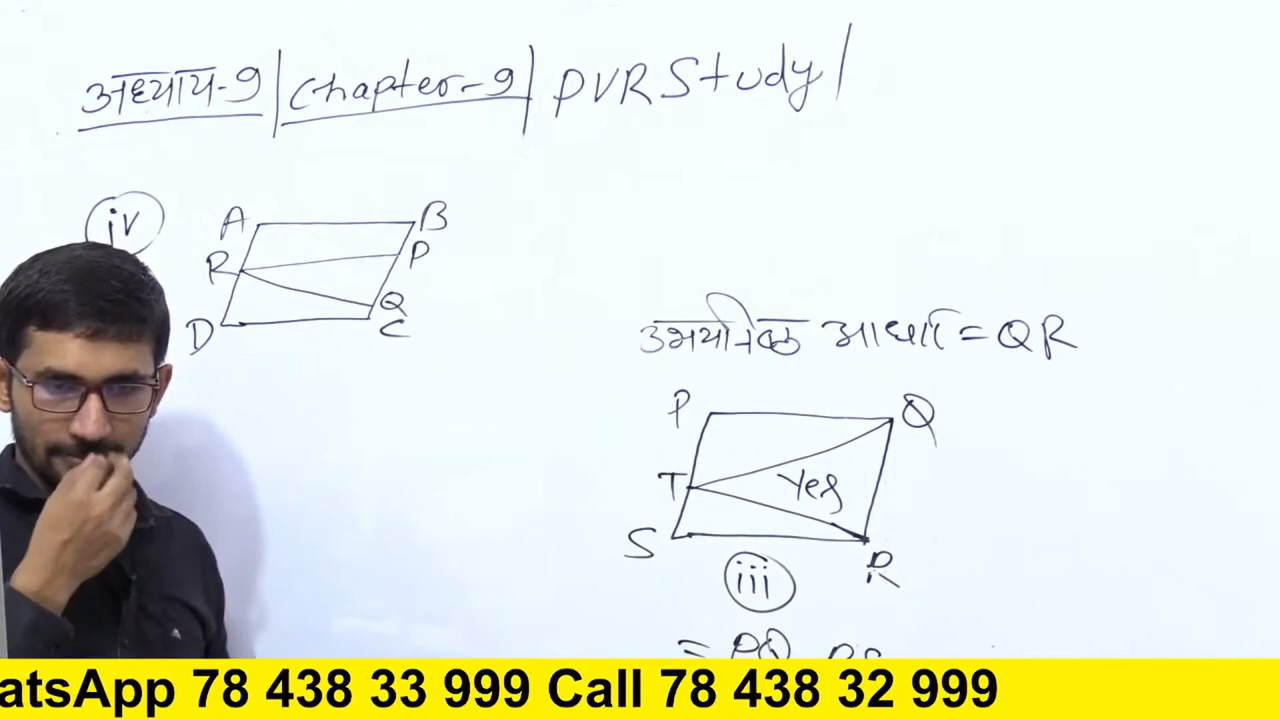 अध्याय-9 | Chapter-9 | PVR Study |
iv
A B
R P
Q
D C
उभयनिष्ठ आधार = QR
P Q
T Yes
S R
iii
= PQ
atsApp 78 438 33 999 Call 78 438 32 999